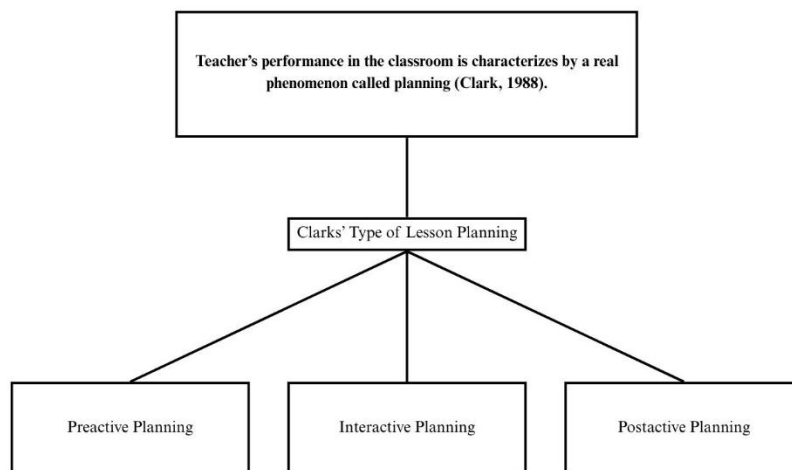 Teacher’s performance in the classroom is characterizes by a real
phenomenon called planning (Clark, 1988).
Clarks’ Type of Lesson Planning
Preactive Planning
Interactive Planning
Postactive Planning